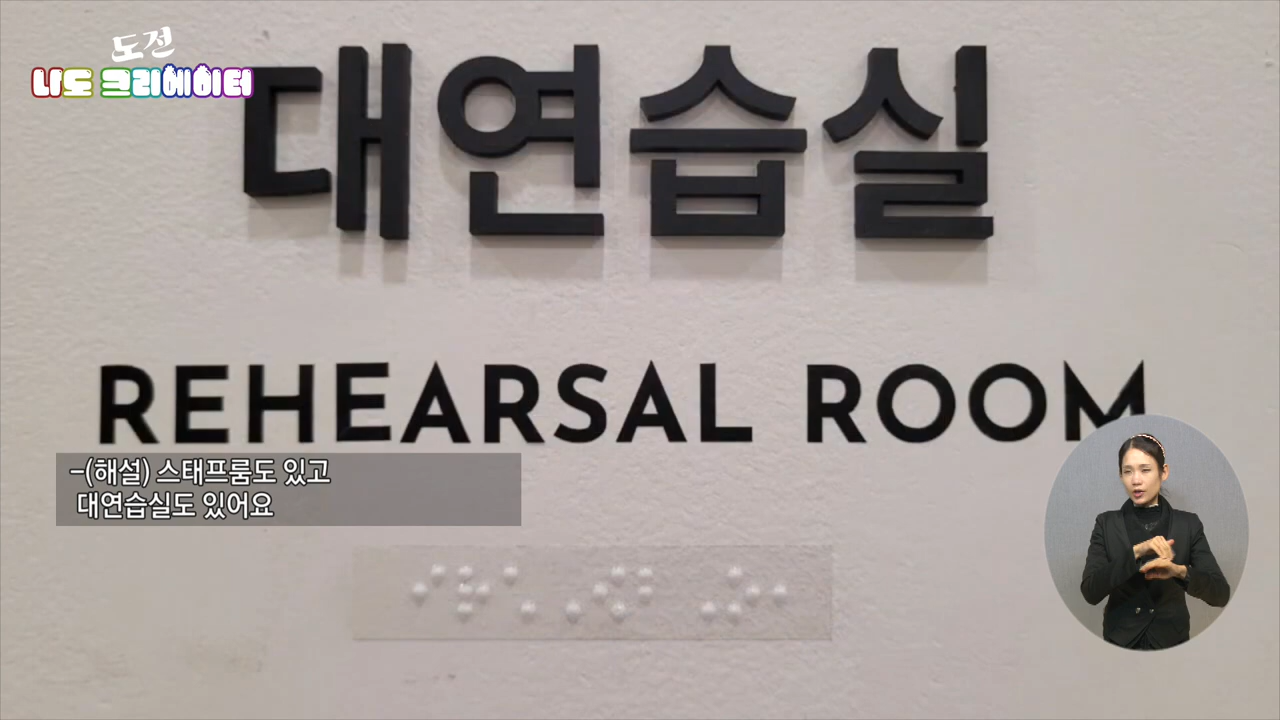 도전
나도 크리에이터
대연습실
REHEARSAL ROOM
-(해설) 스태프룸도 있고
대연습실도 있어요